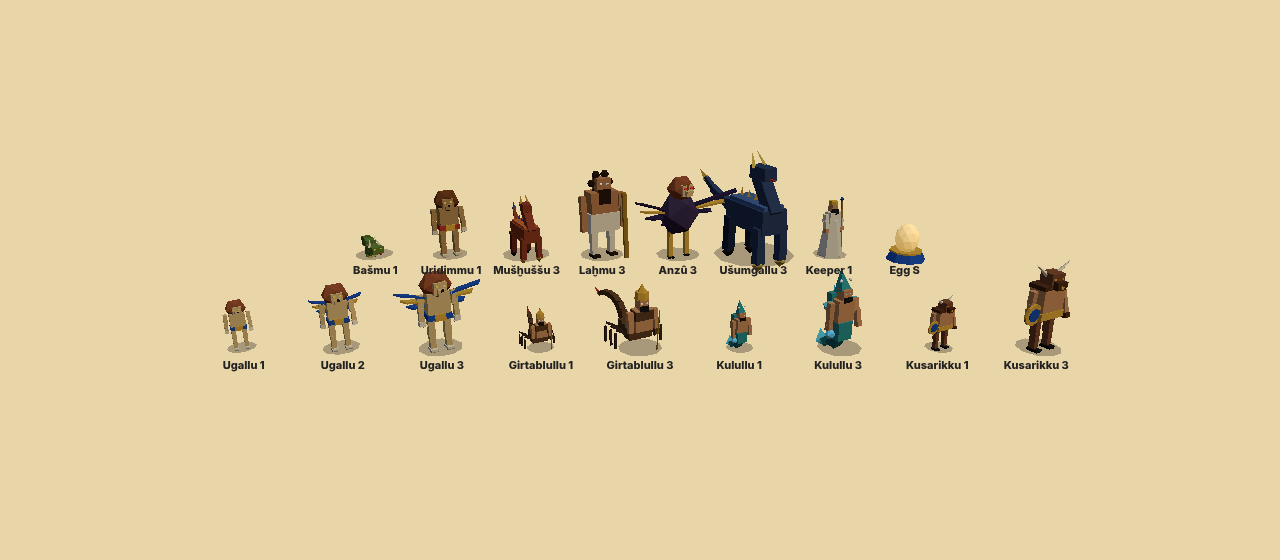 Bašmu 1 Uridimmu 1 Mušḫuššu 3 Laḫmu 3 Anzû 3 Ušumgallu 3 Keeper 1 Egg S
Ugallu 1 Ugallu 2 Ugallu 3 Girtablullu 1 Girtablullu 3 Kulullu 1 Kulullu 3 Kusarikku 1 Kusarikku 3